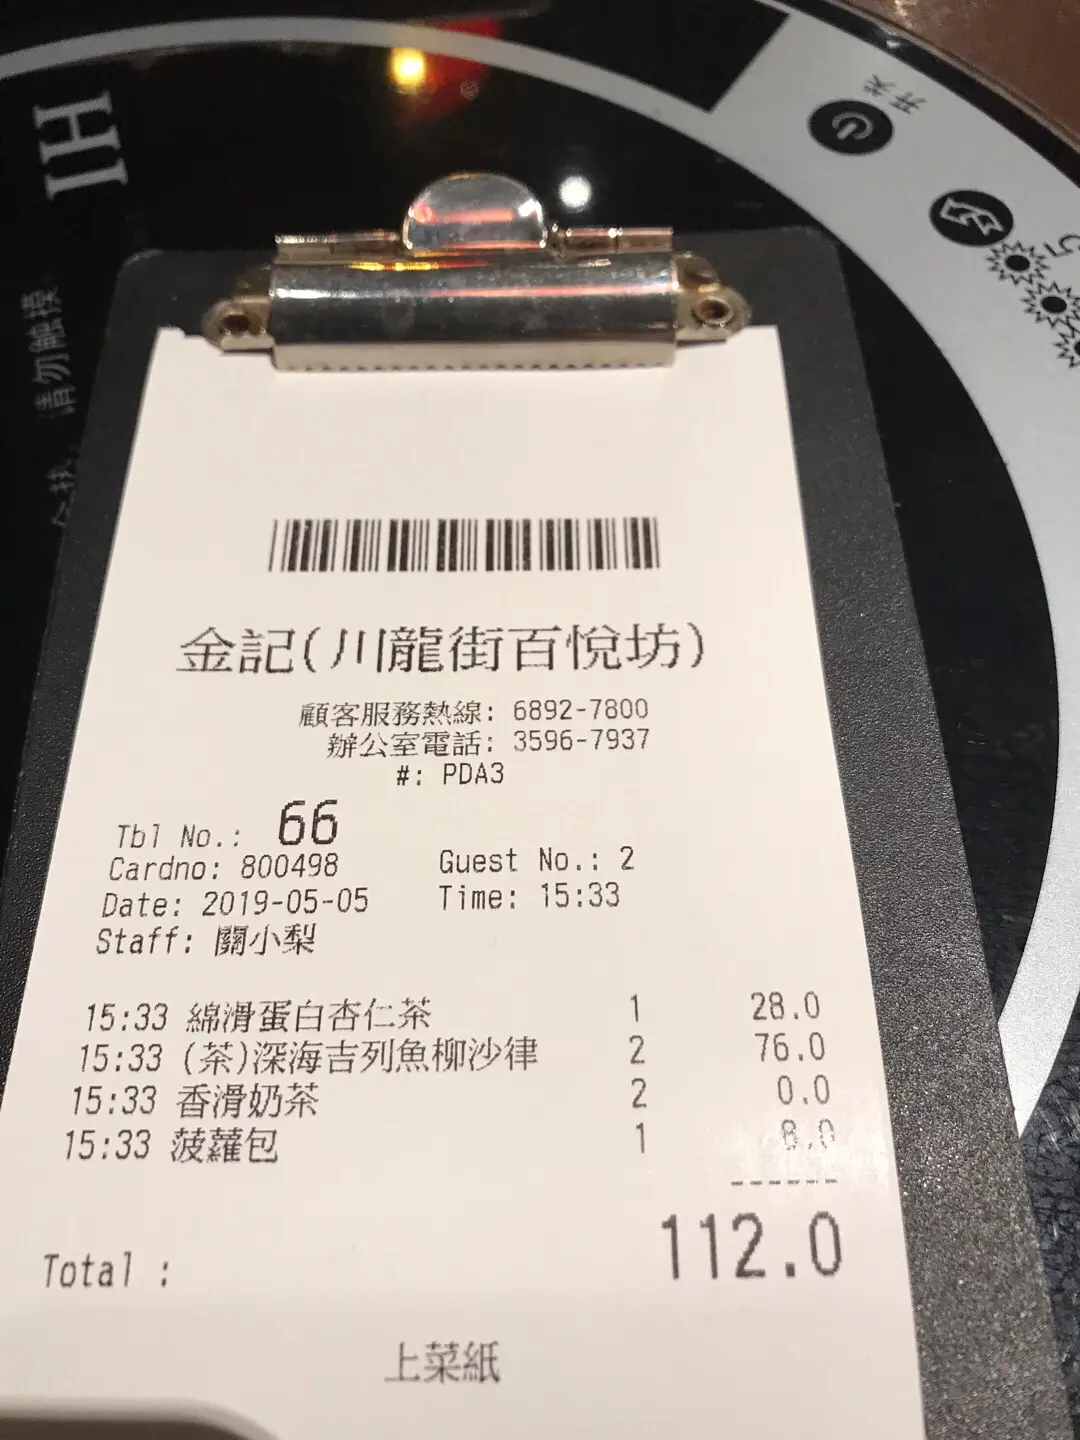 IH
开关
请勿触摸
5
金記(川龍街百悅坊)
顧客服務熱線: 6892-7800
辦公室電話: 3596-7937
#: PDA3
Tbl No.: 66
Cardno: 800498 Guest No.: 2
Date: 2019-05-05 Time: 15:33
Staff: 關小梨
15:33 綿滑蛋白杏仁茶 1 28.0
15:33 (茶)深海吉列魚柳沙律 2 76.0
15:33 香滑奶茶 2 0.0
15:33 菠蘿包 1 8.0
------
Total : 112.0
上菜紙